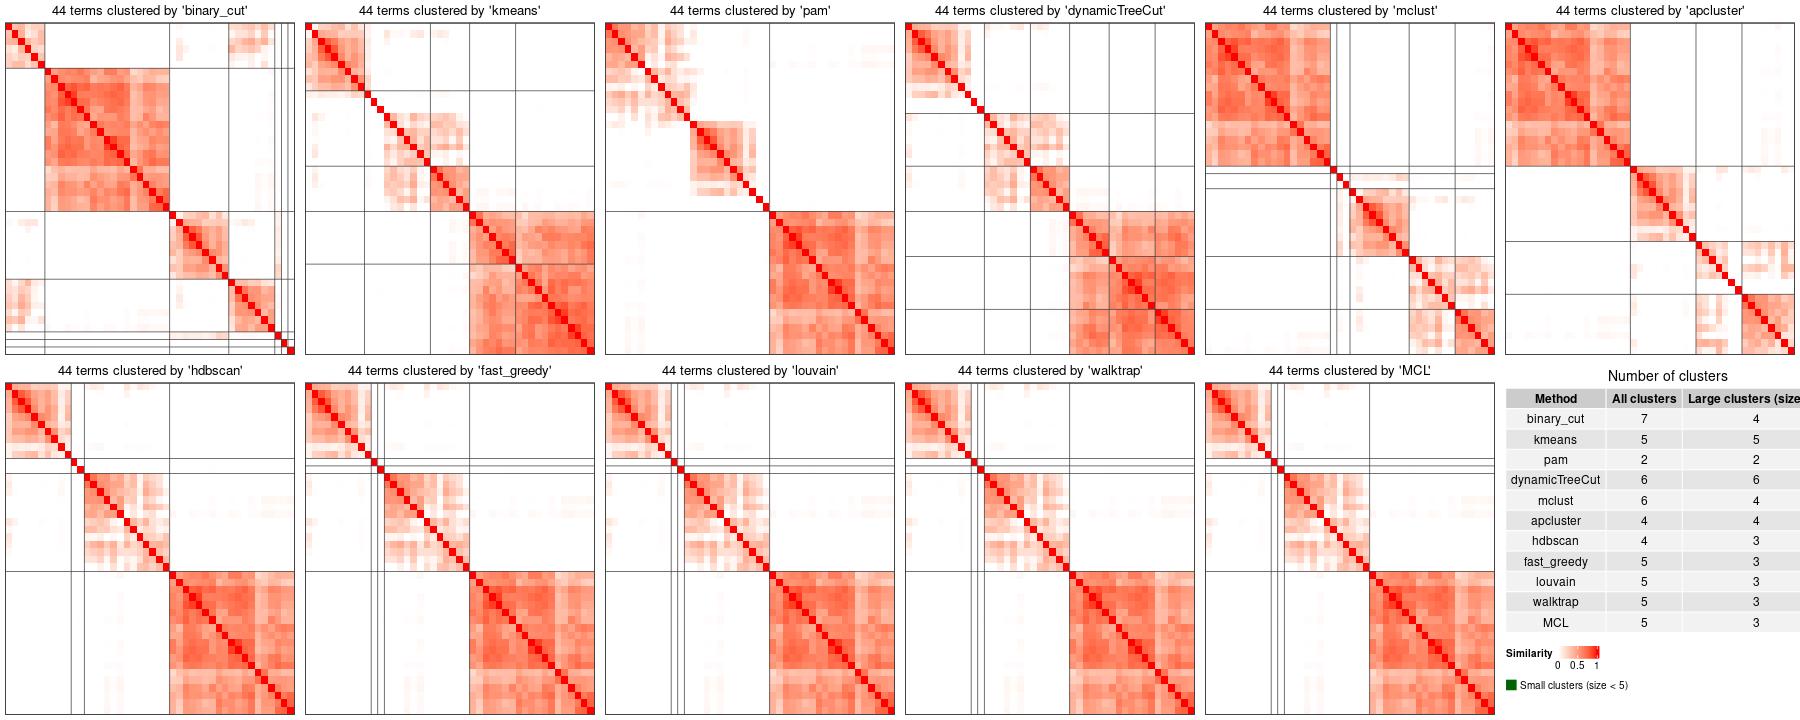 44 terms clustered by 'binary_cut'
44 terms clustered by 'kmeans'
44 terms clustered by 'pam'
44 terms clustered by 'dynamicTreeCut'
44 terms clustered by 'mclust'
44 terms clustered by 'apcluster'
44 terms clustered by 'hdbscan'
44 terms clustered by 'fast_greedy'
44 terms clustered by 'louvain'
44 terms clustered by 'walktrap'
44 terms clustered by 'MCL'
Number of clusters
Method All clusters Large clusters (size
binary_cut 7 4
kmeans 5 5
pam 2 2
dynamicTreeCut 6 6
mclust 6 4
apcluster 4 4
hdbscan 4 3
fast_greedy 5 3
louvain 5 3
walktrap 5 3
MCL 5 3
Similarity
0 0.5 1
Small clusters (size < 5)